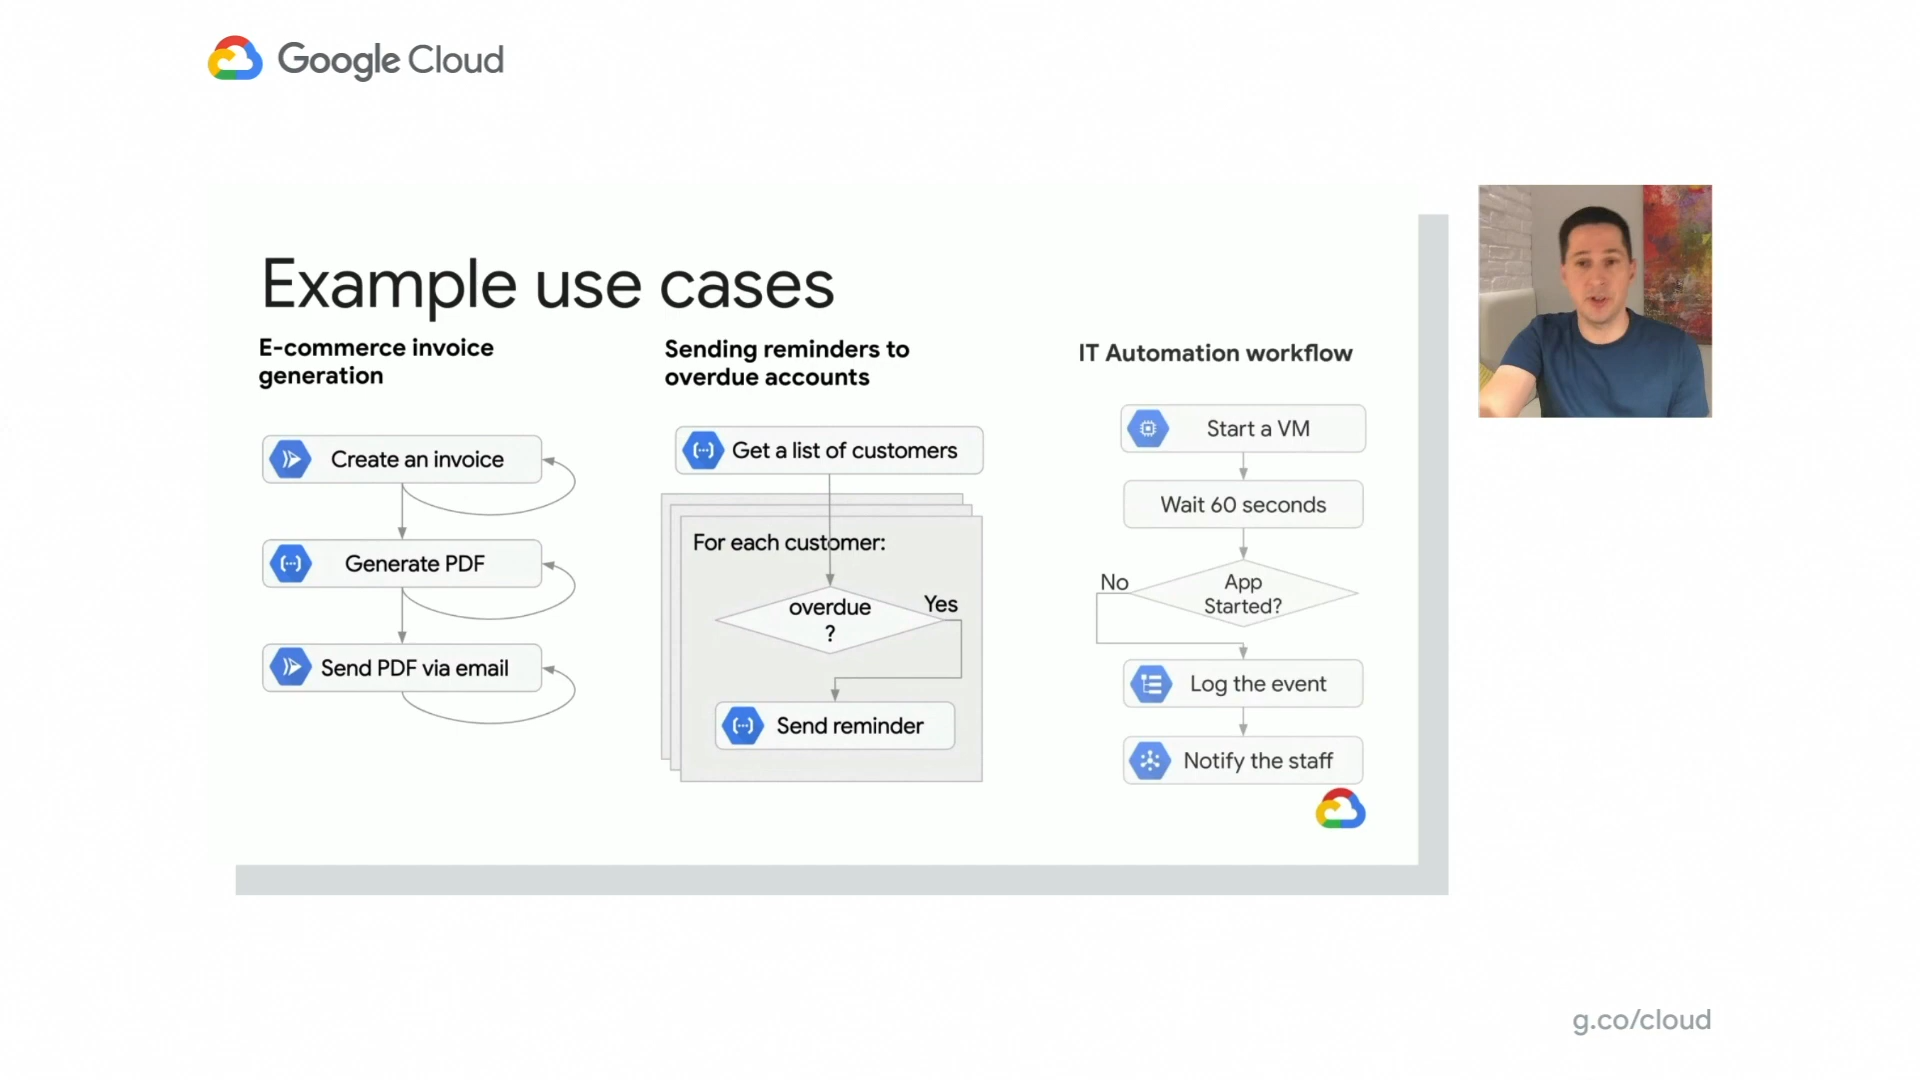 Google Cloud
Example use cases
E-commerce invoice
generation
Create an invoice
Generate PDF
Send PDF via email
Sending reminders to
overdue accounts
Get a list of customers
For each customer:
overdue
?
Yes
Send reminder
IT Automation workflow
Start a VM
Wait 60 seconds
No
App
Started?
Log the event
Notify the staff
g.co/cloud